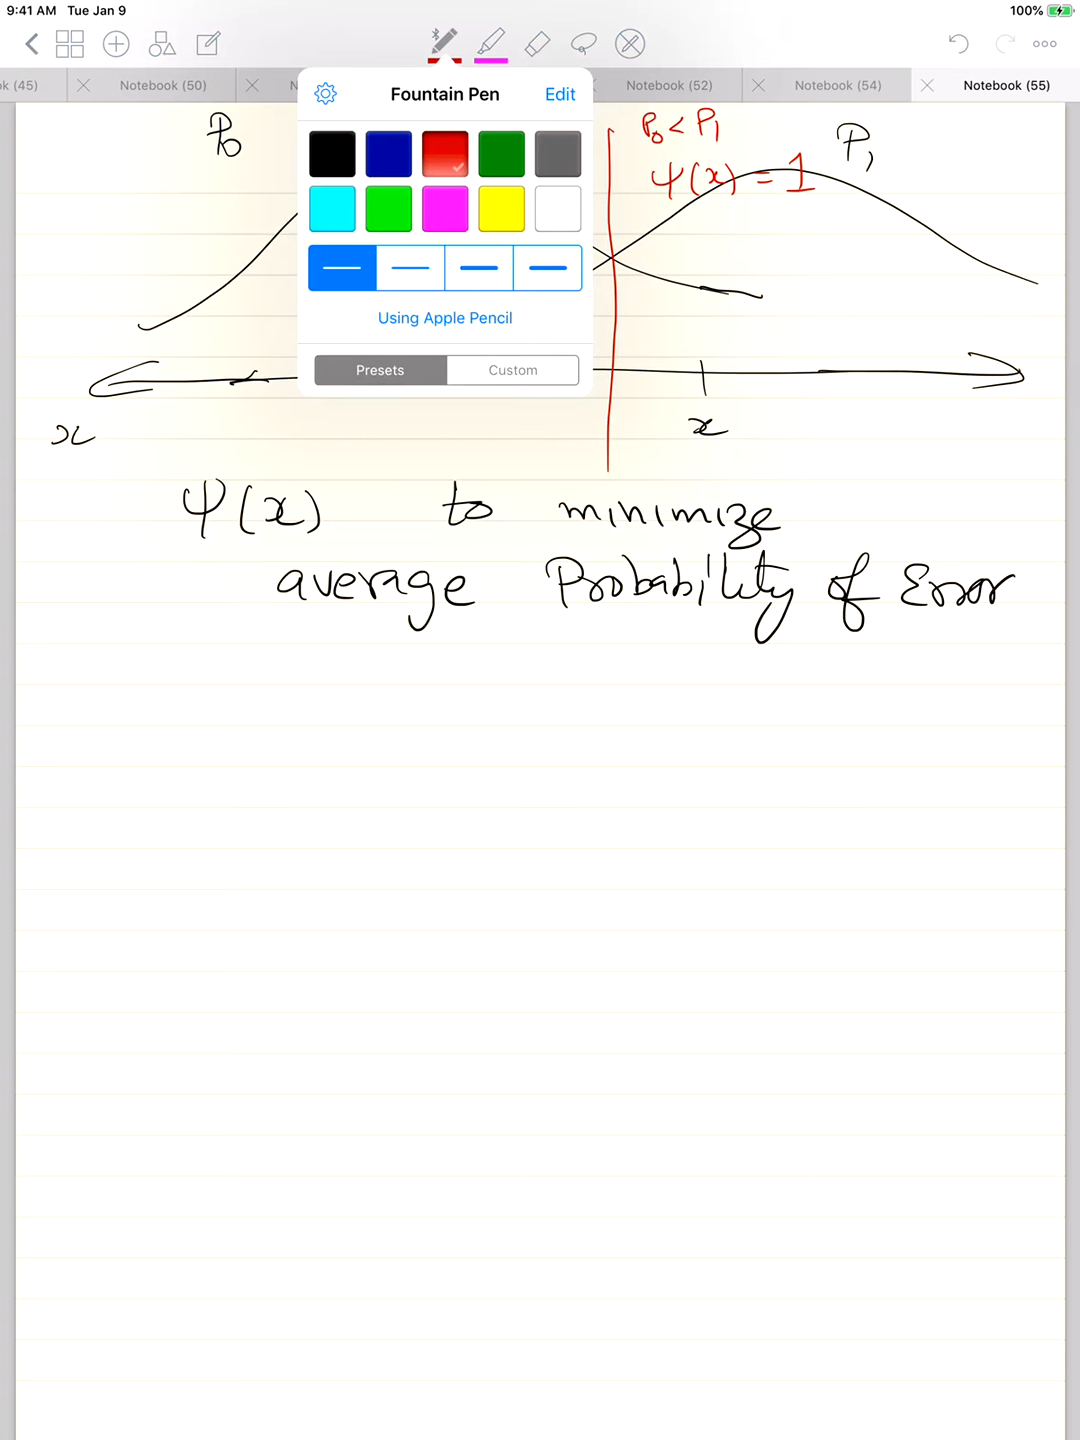 9:41 AM Tue Jan 9
100%
k (45)
Notebook (50)
N
Notebook (52)
Notebook (54)
Notebook (55)
Fountain Pen
Edit
Using Apple Pencil
Presets
Custom
P₀
P₀ < P₁
P₁
ψ(x) = 1
x
x
ψ(x) to minimize
average Probability of Error